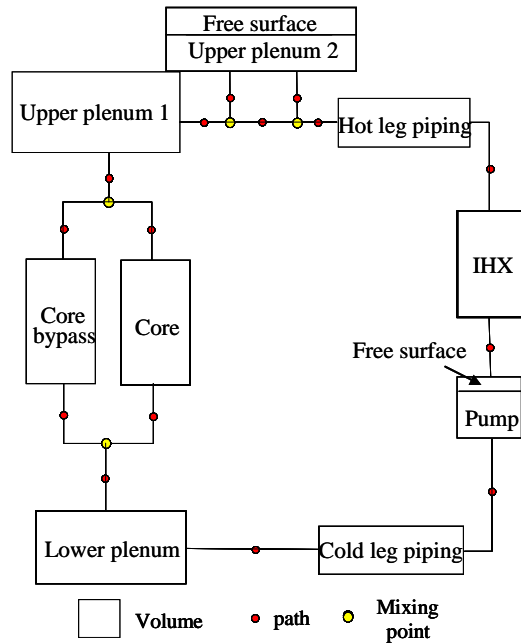 Free surface
Upper plenum 2
Upper plenum 1
Hot leg piping
IHX
Core
bypass
Core
Free surface
Pump
Lower plenum
Cold leg piping
Volume
path
Mixing
point